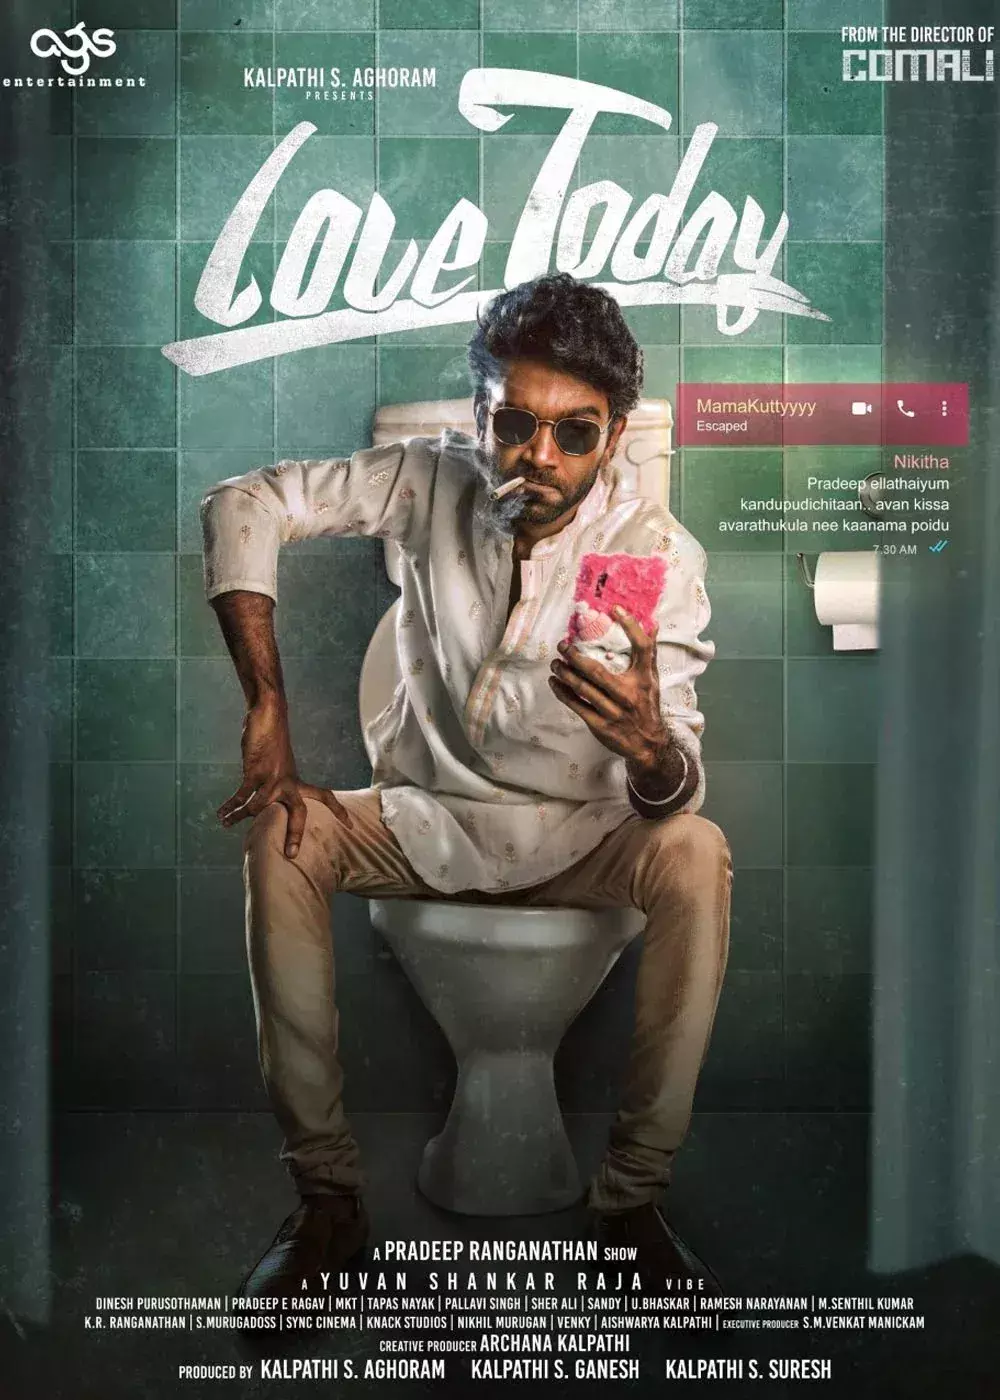 ags
entertainment
FROM THE DIRECTOR OF
COMALI
KALPATHI S. AGHORAM
PRESENTS
Love Today
MamaKuttyyyy
Escaped
Nikitha
Pradeep ellathaiyum
kandupudichitaan.. avan kissa
avarathukula nee kaanama poidu
7.30 AM
A PRADEEP RANGANATHAN SHOW
A YUVAN SHANKAR RAJA VIBE
DINESH PURUSOTHAMAN | PRADEEP E RAGAV | MKT | TAPAS NAYAK | PALLAVI SINGH | SHER ALI | SANDY | U.BHASKAR | RAMESH NARAYANAN | M.SENTHIL KUMAR
K.R. RANGANATHAN | S.MURUGADOSS | SYNC CINEMA | KNACK STUDIOS | NIKHIL MURUGAN | VENKY | AISHWARYA KALPATHI | EXECUTIVE PRODUCER S.M.VENKAT MANICKAM
CREATIVE PRODUCER ARCHANA KALPATHI
PRODUCED BY KALPATHI S. AGHORAM KALPATHI S. GANESH KALPATHI S. SURESH